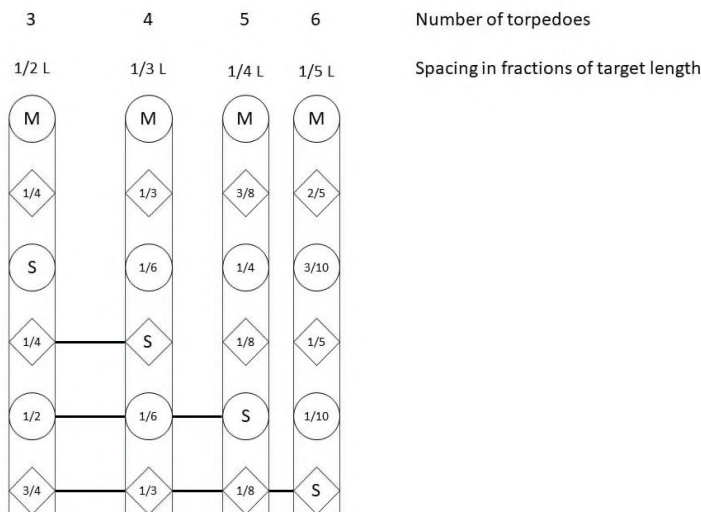 3 4 5 6 Number of torpedoes
1/2 L 1/3 L 1/4 L 1/5 L Spacing in fractions of target length
M M M M
1/4 1/3 3/8 2/5
S 1/6 1/4 3/10
1/4 S 1/8 1/5
1/2 1/6 S 1/10
3/4 1/3 1/8 S